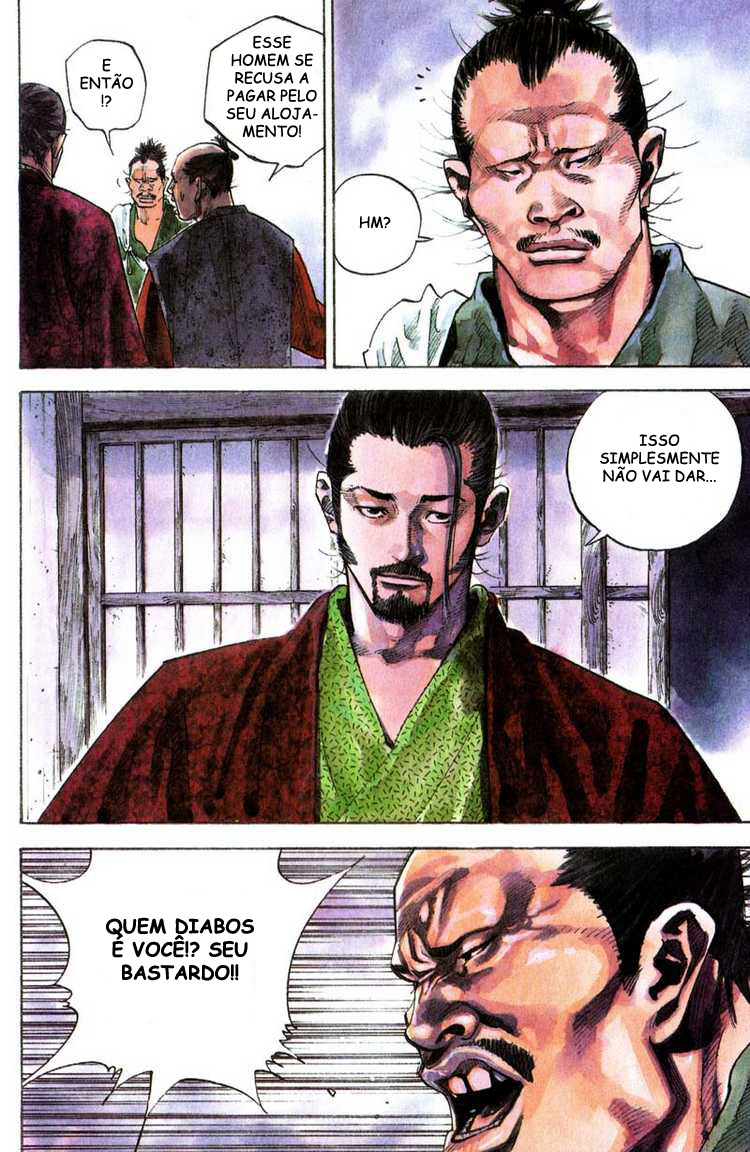 E
ENTÃO
!?
ESSE
HOMEM SE
RECUSA A
PAGAR PELO
SEU ALOJA-
MENTO!
HM?
ISSO
SIMPLESMENTE
NÃO VAI DAR...
QUEM DIABOS
É VOCÊ!? SEU
BASTARDO!!